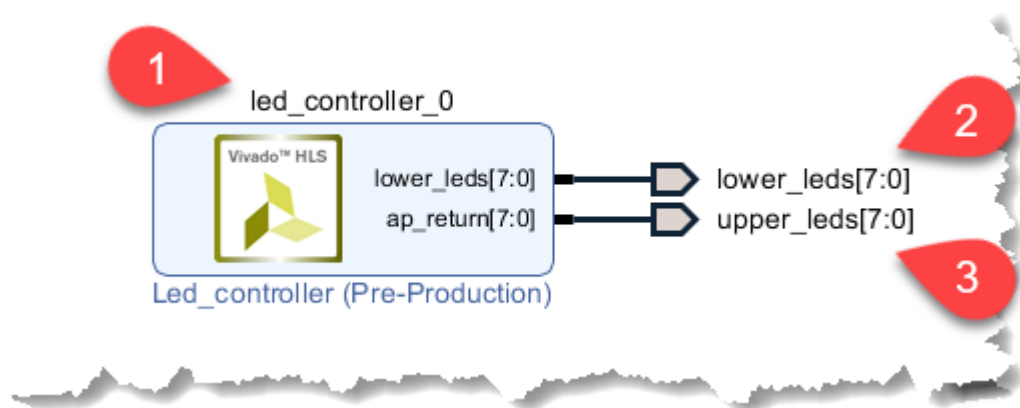 1
led_controller_0
2
Vivado™ HLS
lower_leds[7:0]
lower_leds[7:0]
ap_return[7:0]
upper_leds[7:0]
3
Led_controller (Pre-Production)